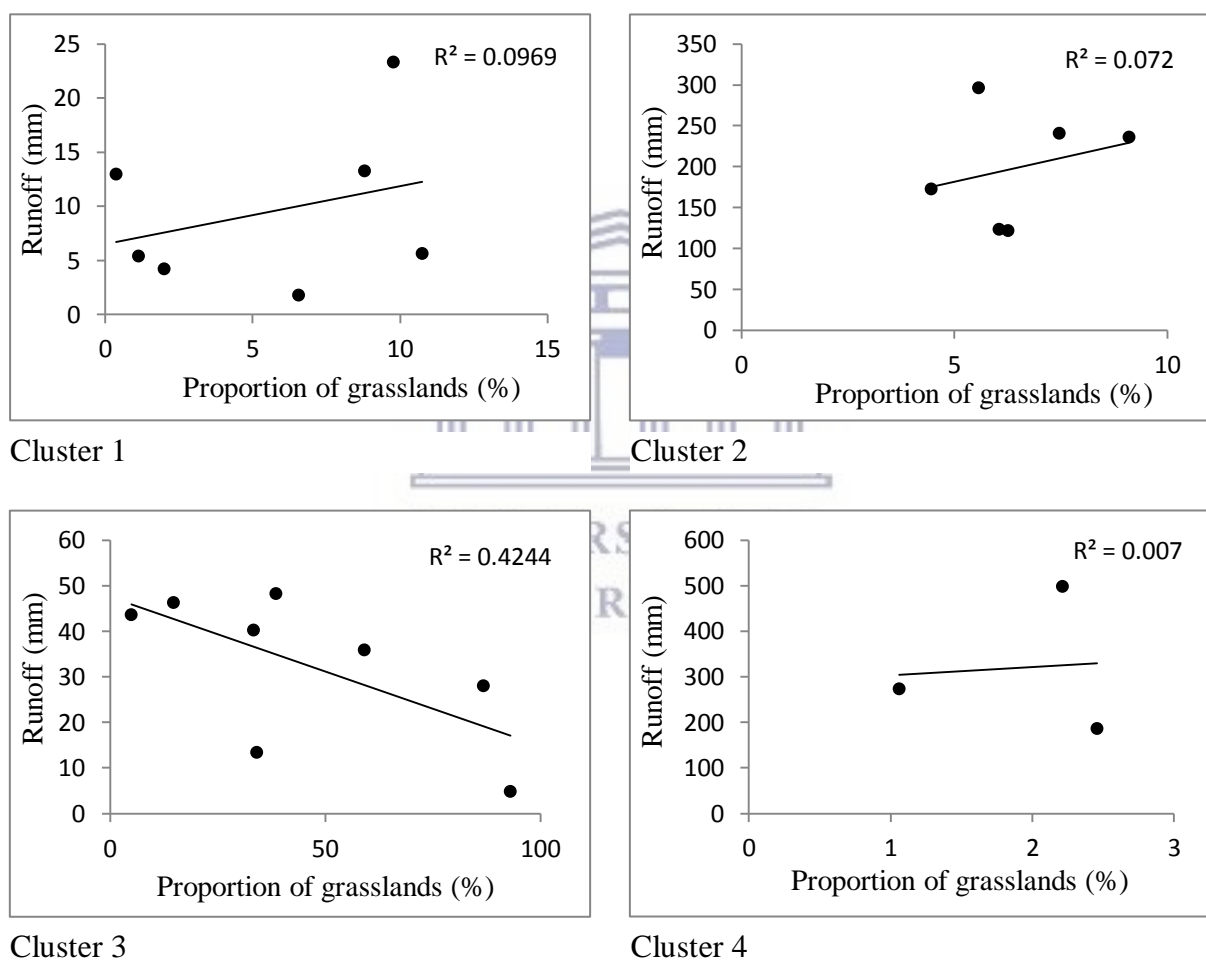 R² = 0.0969
25
20
15
10
5
0
Runoff (mm)
0 5 10 15
Proportion of grasslands (%)
Cluster 1
R² = 0.072
350
300
250
200
150
100
50
0
Runoff (mm)
0 5 10
Proportion of grasslands (%)
Cluster 2
R² = 0.4244
60
50
40
30
20
10
0
Runoff (mm)
0 50 100
Proportion of grasslands (%)
Cluster 3
R² = 0.007
600
500
400
300
200
100
0
Runoff (mm)
0 1 2 3
Proportion of grasslands (%)
Cluster 4